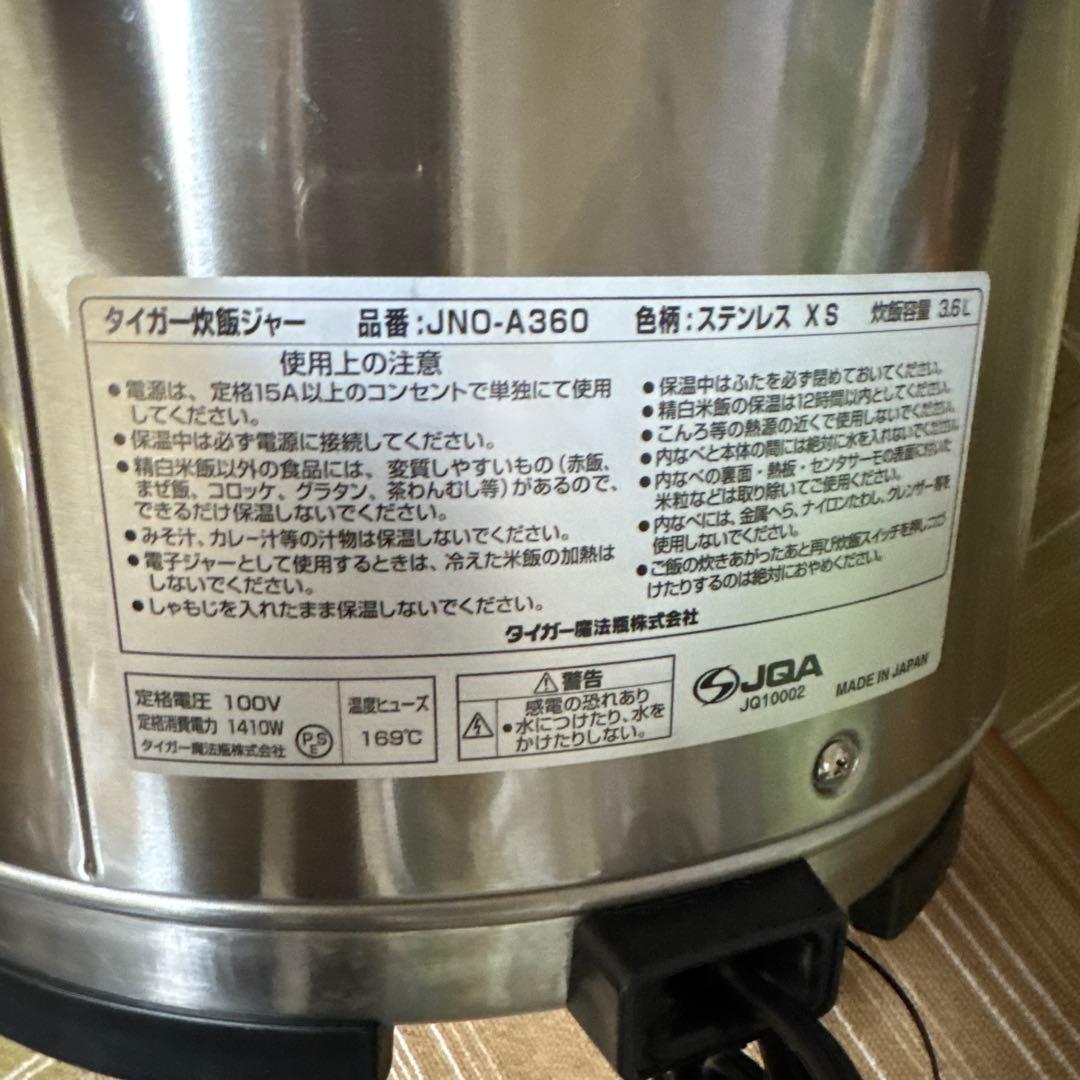 タイガー炊飯ジャー 品番:JNO-A360 色柄:ステンレス XS 炊飯容量 3.6L
使用上の注意
●電源は、定格15A以上のコンセントで単独にて使用
してください。
●保温中は必ず電源に接続してください。
●精白米飯以外の食品には、変質しやすいもの(赤飯、
まぜ飯、コロッケ、グラタン、茶わんむし等)があるので、
できるだけ保温しないでください。
●みそ汁、カレー汁等の汁物は保温しないでください。
●電子ジャーとして使用するときは、冷えた米飯の加熱は
しないでください。
●しゃもじを入れたまま保温しないでください。
●保温中はふたを必ず閉めておいてください。
●精白米飯の保温は12時間以内としてください。
●こんろ等の熱源の近くで使用しないでください。
●内なべと本体の間には絶対に水を入れないでください。
●内なべの裏面・熱板・センタサーモの表面に付いた
米粒などは取り除いてご使用ください。
●内なべには、金属へら、ナイロンたわし、クレンザー等を
使用しないでください。
●ご飯の炊きあがったあと再び炊飯スイッチを押しつづ
けたりするのは絶対におやめください。
タイガー魔法瓶株式会社
定格電圧 100V
定格消費電力 1410W
タイガー魔法瓶株式会社
PSE
温度ヒューズ
169℃
⚠警告
感電の恐れあり
●水につけたり、水を
かけたりしない。
JQA
JQ10002
MADE IN JAPAN